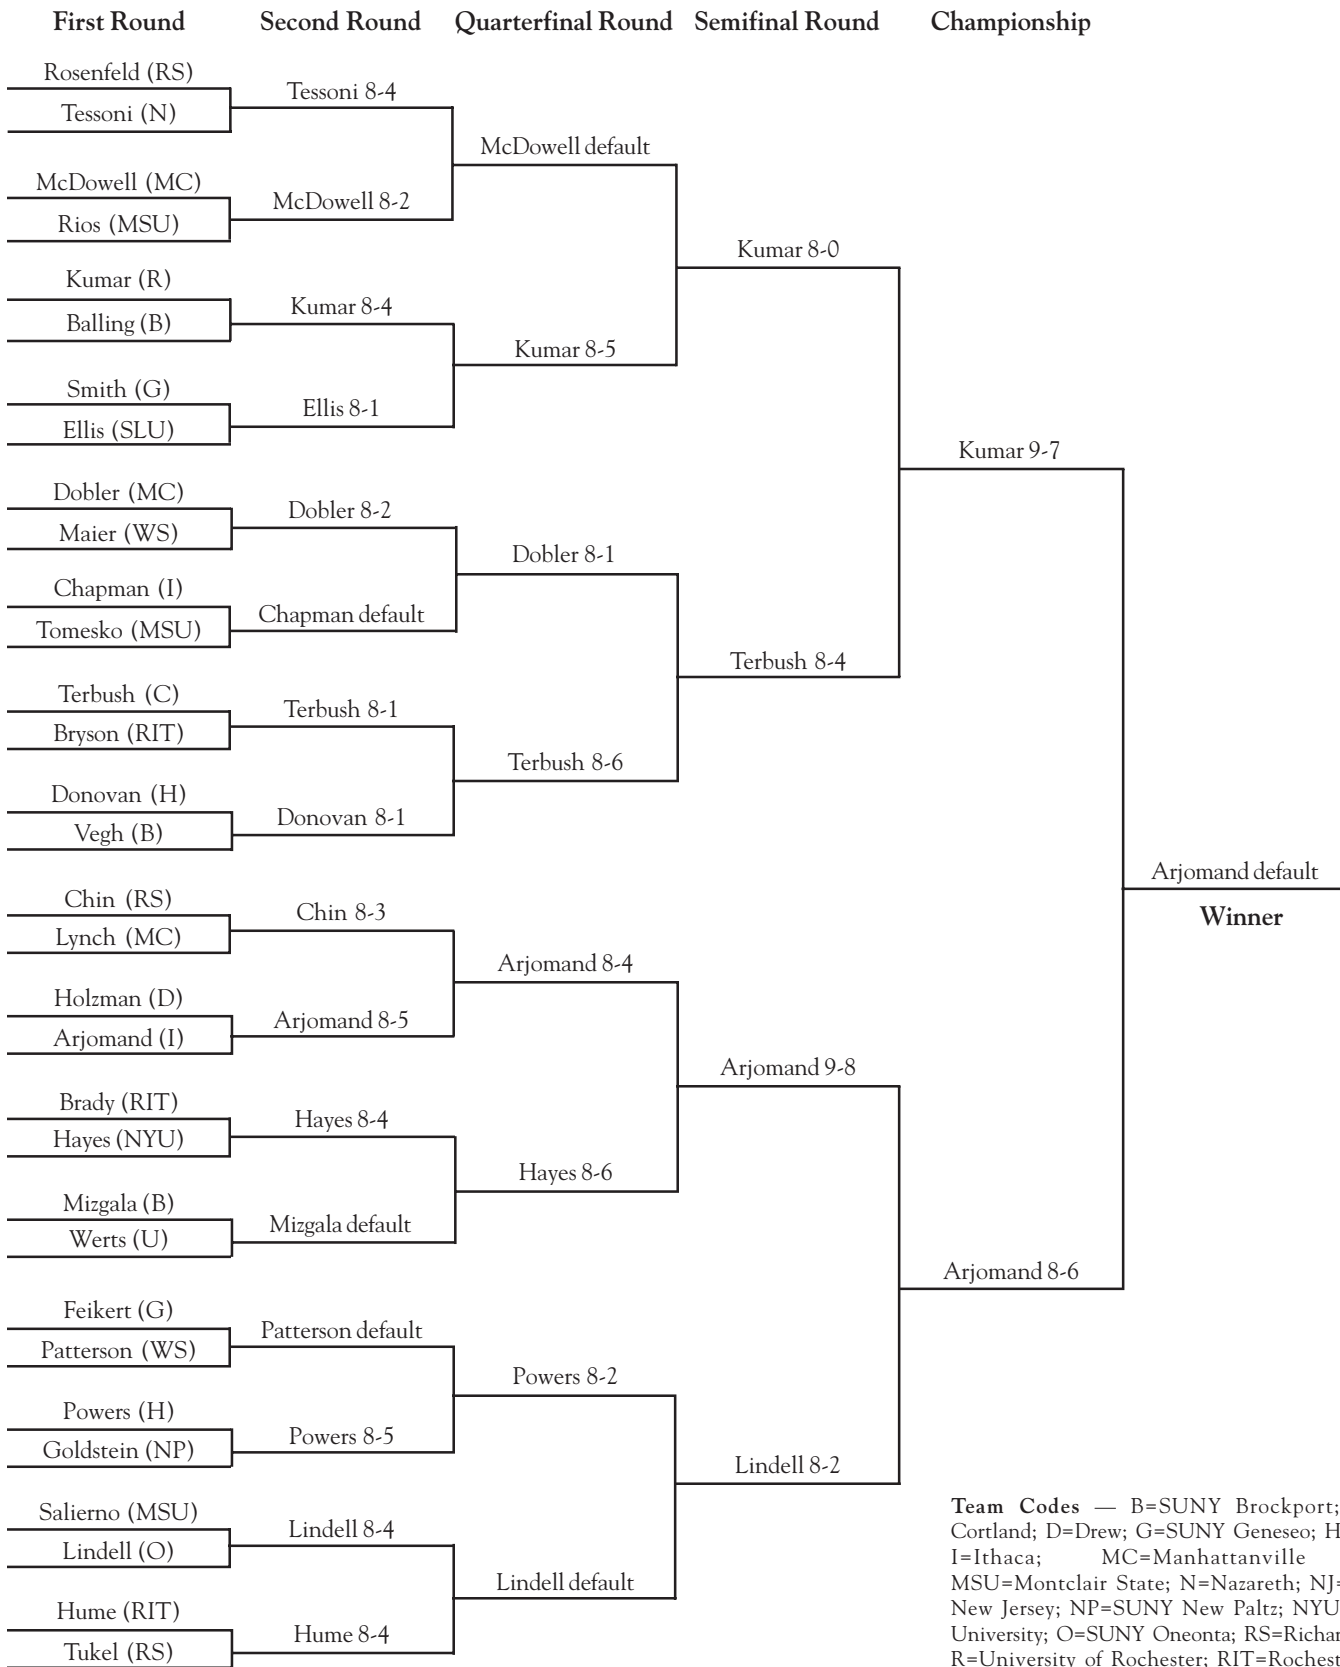 First Round
Second Round
Quarterfinal Round
Semifinal Round
Championship
Rosenfeld (RS)
Tessoni (N)
McDowell (MC)
Rios (MSU)
Kumar (R)
Balling (B)
Smith (G)
Ellis (SLU)
Dobler (MC)
Maier (WS)
Chapman (I)
Tomesko (MSU)
Terbush (C)
Bryson (RIT)
Donovan (H)
Vegh (B)
Chin (RS)
Lynch (MC)
Holzman (D)
Arjomand (I)
Brady (RIT)
Hayes (NYU)
Mizgala (B)
Werts (U)
Feikert (G)
Patterson (WS)
Powers (H)
Goldstein (NP)
Salierno (MSU)
Lindell (O)
Hume (RIT)
Tukel (RS)
Tessoni 8-4
McDowell 8-2
Kumar 8-4
Ellis 8-1
Dobler 8-2
Chapman default
Terbush 8-1
Donovan 8-1
Chin 8-3
Arjomand 8-5
Hayes 8-4
Mizgala default
Patterson default
Powers 8-5
Lindell 8-4
Hume 8-4
McDowell default
Kumar 8-5
Dobler 8-1
Terbush 8-6
Arjomand 8-4
Hayes 8-6
Powers 8-2
Lindell default
Kumar 8-0
Terbush 8-4
Arjomand 9-8
Lindell 8-2
Kumar 9-7
Arjomand 8-6
Arjomand default
Winner
Team Codes — B=SUNY Brockport;
Cortland; D=Drew; G=SUNY Geneseo; H
I=Ithaca; MC=Manhattanville
MSU=Montclair State; N=Nazareth; NJ=
New Jersey; NP=SUNY New Paltz; NYU
University; O=SUNY Oneonta; RS=Richar
R=University of Rochester; RIT=Rochest